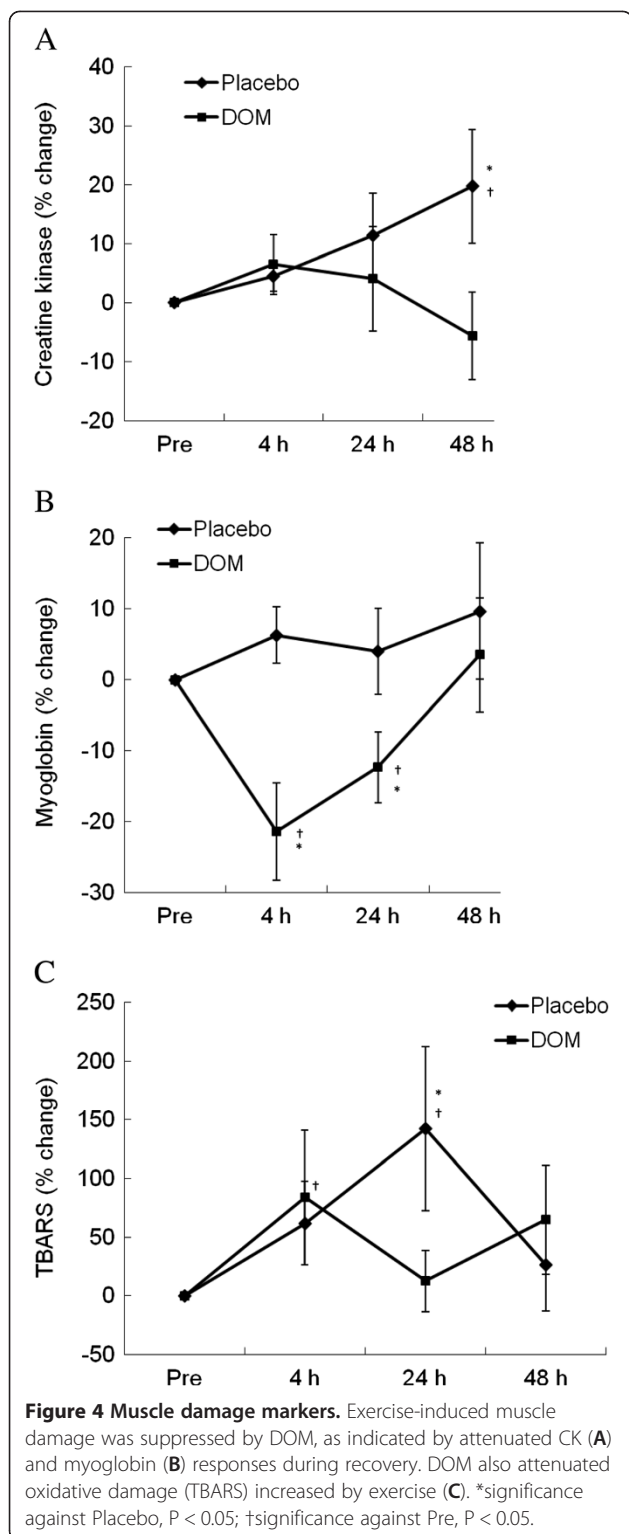 A
40
Placebo
DOM
30
20
*
†
10
0
-10
-20
Creatine kinase (% change)
Pre 4 h 24 h 48 h
B
Placebo
DOM
20
10
0
-10
†
*
-20
†
*
-30
Myoglobin (% change)
Pre 4 h 24 h 48 h
C
250
Placebo
DOM
200
*
†
150
100
†
50
0
-50
TBARS (% change)
Pre 4 h 24 h 48 h
Figure 4 Muscle damage markers. Exercise-induced muscle
damage was suppressed by DOM, as indicated by attenuated CK (A)
and myoglobin (B) responses during recovery. DOM also attenuated
oxidative damage (TBARS) increased by exercise (C). *significance
against Placebo, P < 0.05; †significance against Pre, P < 0.05.